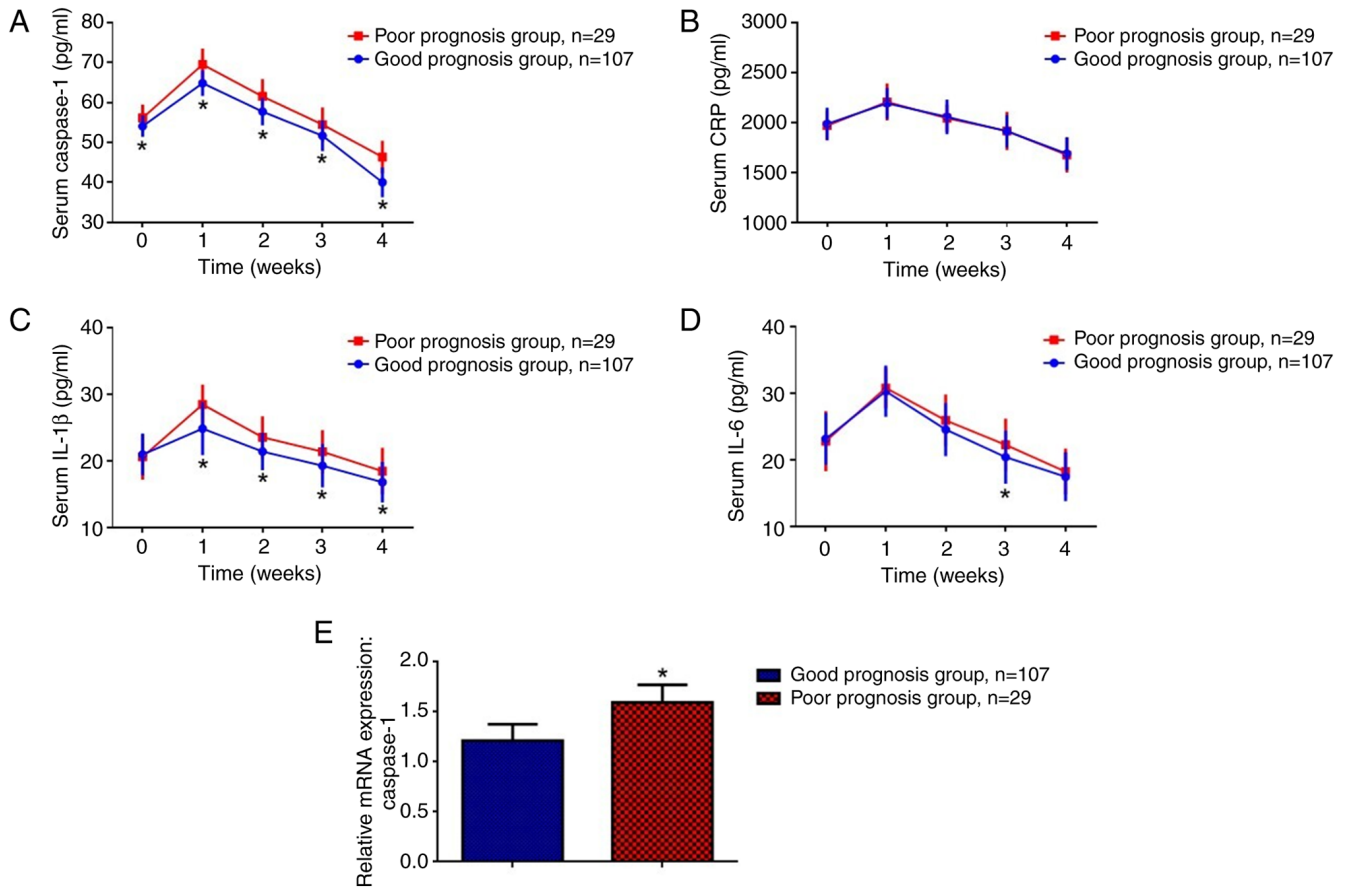 A
Serum caspase-1 (pg/ml)
80
70
60
50
40
30
Poor prognosis group, n=29
Good prognosis group, n=107
*
*
*
*
*
0 1 2 3 4
Time (weeks)
B
Serum CRP (pg/ml)
3000
2500
2000
1500
1000
Poor prognosis group, n=29
Good prognosis group, n=107
0 1 2 3 4
Time (weeks)
C
Serum IL-1β (pg/ml)
40
30
20
10
Poor prognosis group, n=29
Good prognosis group, n=107
*
*
*
*
0 1 2 3 4
Time (weeks)
D
Serum IL-6 (pg/ml)
40
30
20
10
Poor prognosis group, n=29
Good prognosis group, n=107
*
0 1 2 3 4
Time (weeks)
E
Relative mRNA expression:
caspase-1
2.0
1.5
1.0
0.5
0.0
*
Good prognosis group, n=107
Poor prognosis group, n=29